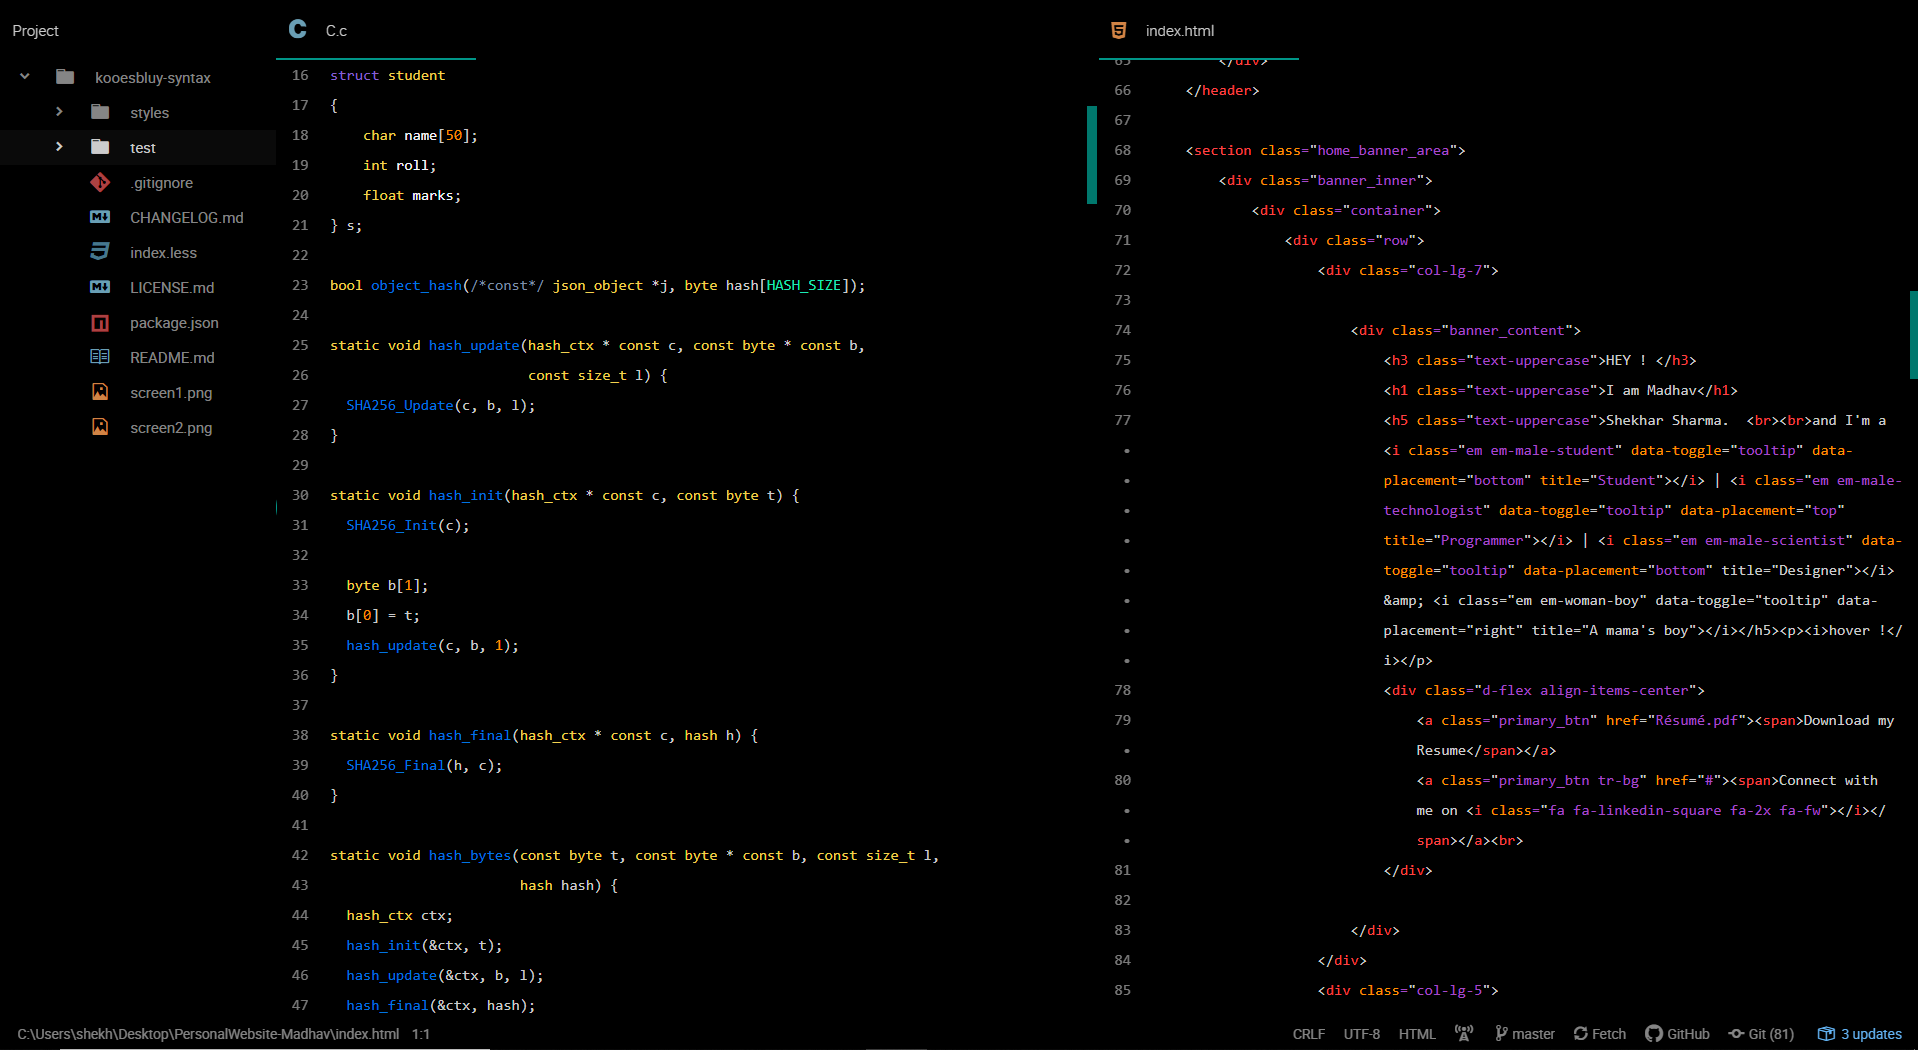 Project
kooesbluy-syntax
styles
test
.gitignore
CHANGELOG.md
index.less
LICENSE.md
package.json
README.md
screen1.png
screen2.png
C.c
16 struct student
17 {
18     char name[50];
19     int roll;
20     float marks;
21 } s;
22
23 bool object_hash(/*const*/ json_object *j, byte hash[HASH_SIZE]);
24
25 static void hash_update(hash_ctx * const c, const byte * const b,
26                         const size_t l) {
27   SHA256_Update(c, b, l);
28 }
29
30 static void hash_init(hash_ctx * const c, const byte t) {
31   SHA256_Init(c);
32
33   byte b[1];
34   b[0] = t;
35   hash_update(c, b, 1);
36 }
37
38 static void hash_final(hash_ctx * const c, hash h) {
39   SHA256_Final(h, c);
40 }
41
42 static void hash_bytes(const byte t, const byte * const b, const size_t l,
43                        hash hash) {
44   hash_ctx ctx;
45   hash_init(&ctx, t);
46   hash_update(&ctx, b, l);
47   hash_final(&ctx, hash);
index.html
65 </div>
66 </header>
67
68 <section class="home_banner_area">
69     <div class="banner_inner">
70         <div class="container">
71             <div class="row">
72                 <div class="col-lg-7">
73
74                     <div class="banner_content">
75                         <h3 class="text-uppercase">HEY ! </h3>
76                         <h1 class="text-uppercase">I am Madhav</h1>
77                         <h5 class="text-uppercase">Shekhar Sharma.  <br><br>and I'm a
•                         <i class="em em-male-student" data-toggle="tooltip" data-
•                         placement="bottom" title="Student"></i> | <i class="em em-male-
•                         technologist" data-toggle="tooltip" data-placement="top"
•                         title="Programmer"></i> | <i class="em em-male-scientist" data-
•                         toggle="tooltip" data-placement="bottom" title="Designer"></i>
•                         &amp; <i class="em em-woman-boy" data-toggle="tooltip" data-
•                         placement="right" title="A mama's boy"></i></h5><p><i>hover !</
•                         i></p>
78                         <div class="d-flex align-items-center">
79                             <a class="primary_btn" href="Résumé.pdf"><span>Download my
•                             Resume</span></a>
80                             <a class="primary_btn tr-bg" href="#"><span>Connect with
•                             me on <i class="fa fa-linkedin-square fa-2x fa-fw"></i></
•                             span></a><br>
81                         </div>
82
83                     </div>
84                 </div>
85                 <div class="col-lg-5">
C:\Users\shekh\Desktop\PersonalWebsite-Madhav\index.html 1:1
CRLF UTF-8 HTML master Fetch GitHub Git (81) 3 updates